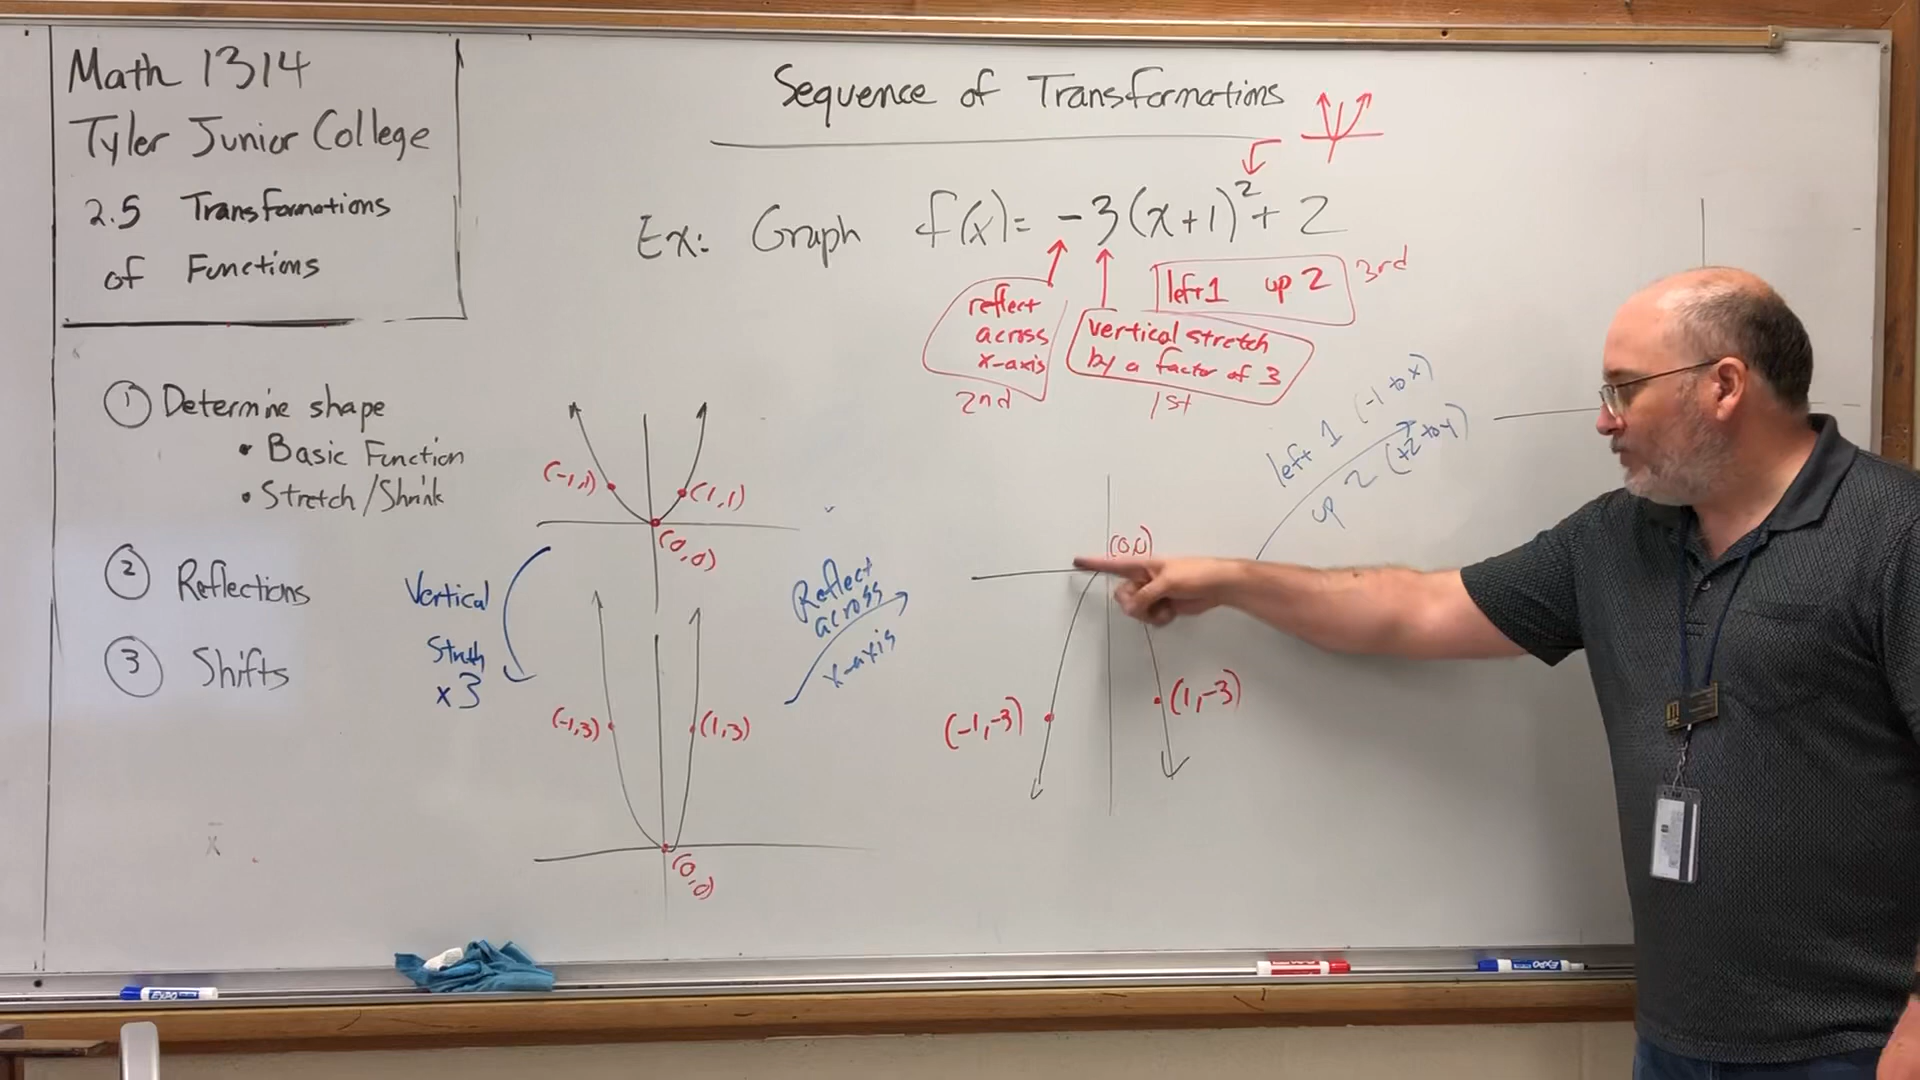 Math 1314
Tyler Junior College
2.5 Transformations
of Functions
Sequence of Transformations
Ex: Graph f(x)= -3(x+1)²+ 2
reflect
across
x-axis
2nd
vertical stretch
by a factor of 3
1st
left 1 up 2
3rd
① Determine shape
• Basic Function
• Stretch/Shrink
② Reflections
③ Shifts
(-1,1)
(1,1)
(0,0)
Vertical
x3
(-1,3)
(1,3)
(0,0)
Reflect
across
x-axis
(0,0)
(-1,-3)
(1,-3)
left 1 (-1 to x)
up 2 (+2 to y)
x
EXPO